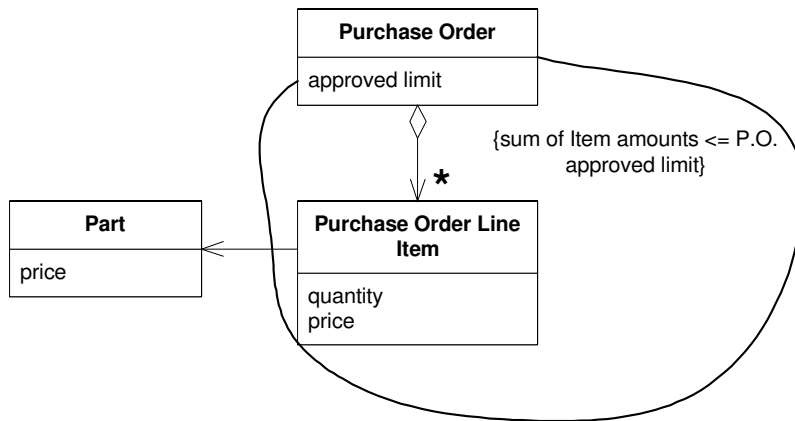 Purchase Order
approved limit
{sum of Item amounts <= P.O.
approved limit}
*
Part
price
Purchase Order Line
Item
quantity
price